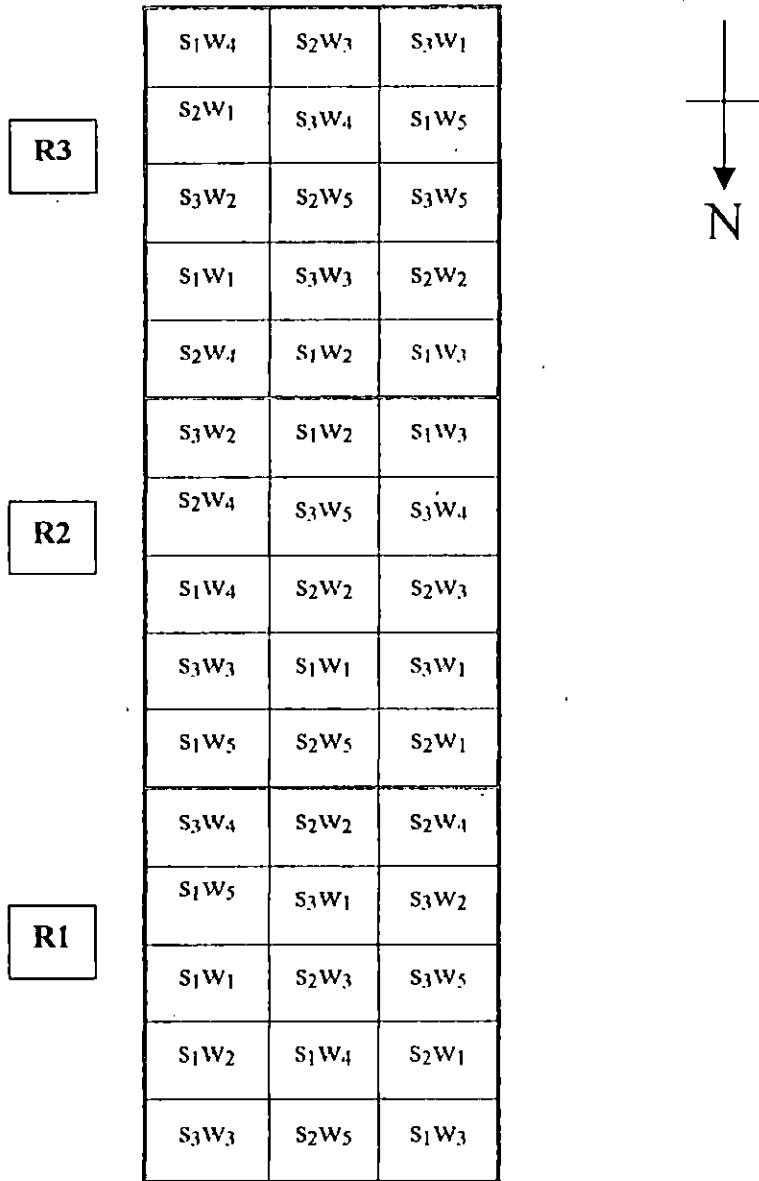 S₁W₄ S₂W₃ S₃W₁
S₂W₁ S₃W₄ S₁W₅
R3
S₃W₂ S₂W₅ S₃W₅
N
S₁W₁ S₃W₃ S₂W₂
S₂W₄ S₁W₂ S₁W₃
S₃W₂ S₁W₂ S₁W₃
S₂W₄ S₃W₅ S₃W₄
R2
S₁W₄ S₂W₂ S₂W₃
S₃W₃ S₁W₁ S₃W₁
S₁W₅ S₂W₅ S₂W₁
S₃W₄ S₂W₂ S₂W₄
S₁W₅ S₃W₁ S₃W₂
R1
S₁W₁ S₂W₃ S₃W₅
S₁W₂ S₁W₄ S₂W₁
S₃W₃ S₂W₅ S₁W₃